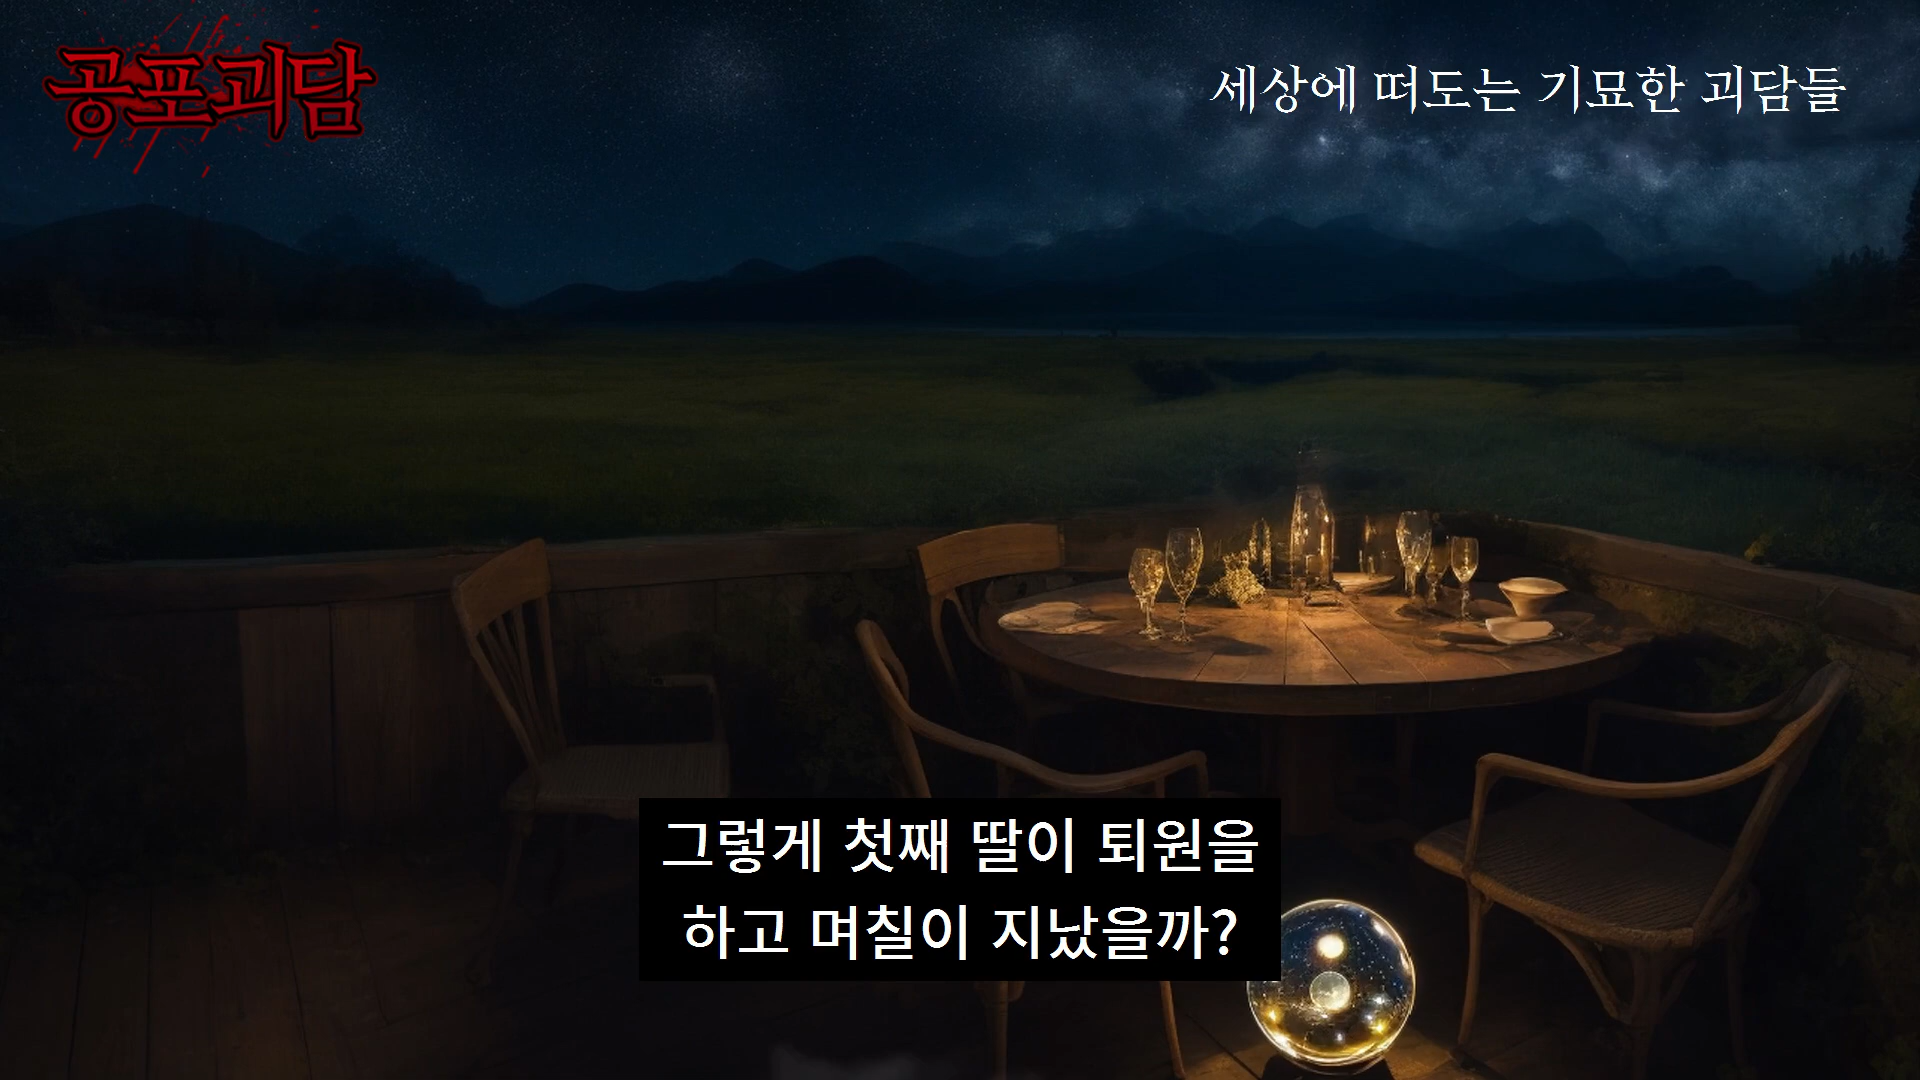 공포괴담
세상에 떠도는 기묘한 괴담들
그렇게 첫째 딸이 퇴원을
하고 며칠이 지났을까?